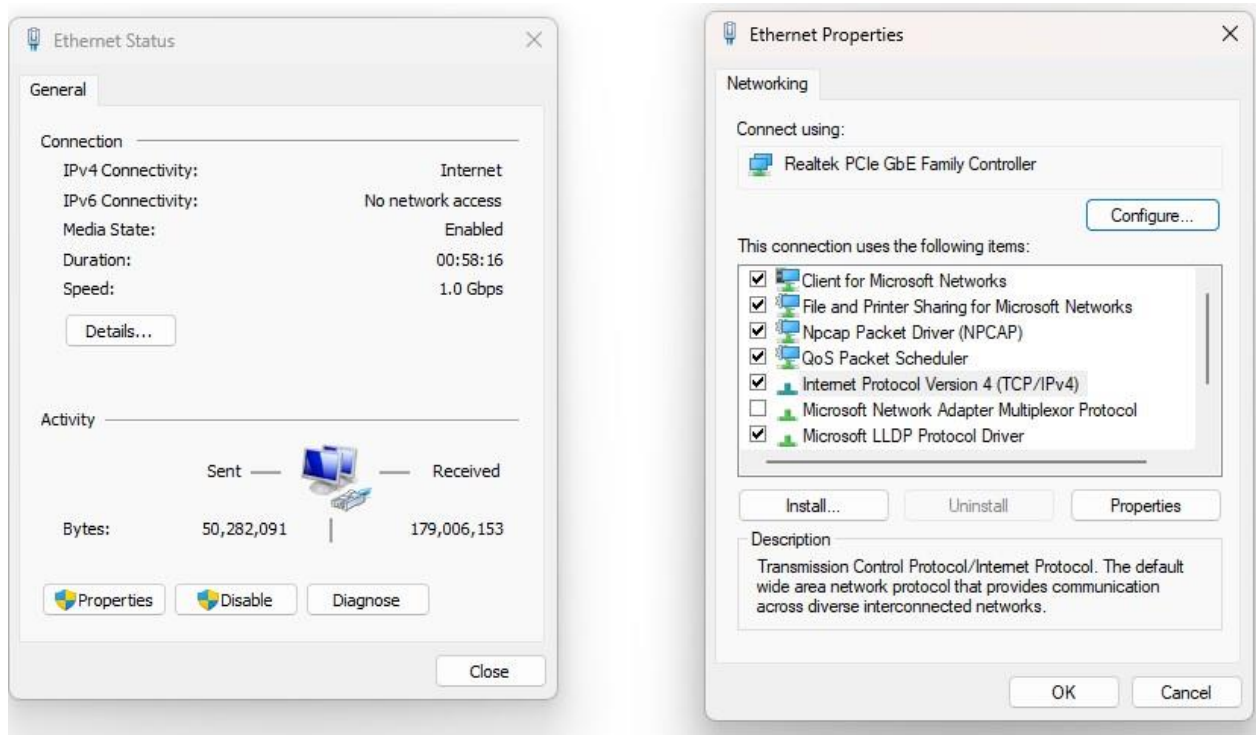 Ethernet Status
General
Connection
IPv4 Connectivity: Internet
IPv6 Connectivity: No network access
Media State: Enabled
Duration: 00:58:16
Speed: 1.0 Gbps
Details...
Activity
Sent Received
Bytes: 50,282,091 179,006,153
Properties Disable Diagnose
Close
Ethernet Properties
Networking
Connect using:
Realtek PCIe GbE Family Controller
Configure...
This connection uses the following items:
Client for Microsoft Networks
File and Printer Sharing for Microsoft Networks
Npcap Packet Driver (NPCAP)
QoS Packet Scheduler
Internet Protocol Version 4 (TCP/IPv4)
Microsoft Network Adapter Multiplexor Protocol
Microsoft LLDP Protocol Driver
Install... Uninstall Properties
Description
Transmission Control Protocol/Internet Protocol. The default
wide area network protocol that provides communication
across diverse interconnected networks.
OK Cancel